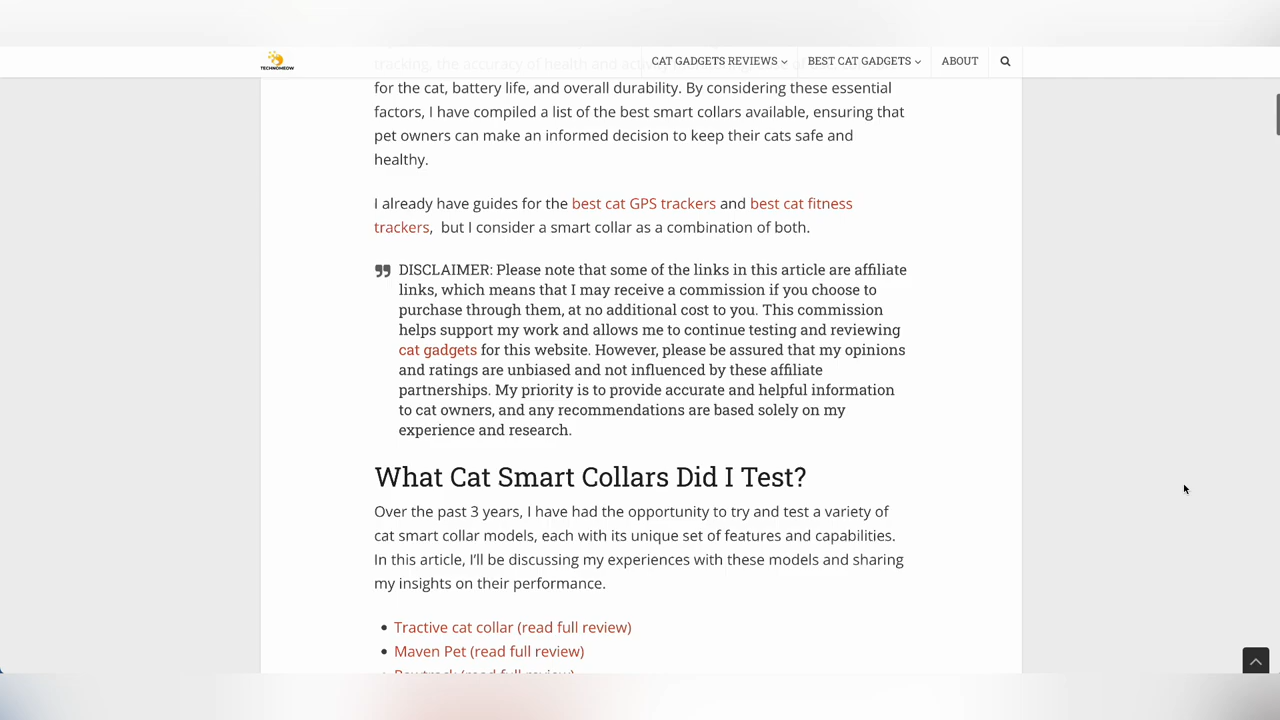 TECHNOMEOW
CAT GADGETS REVIEWS
BEST CAT GADGETS
ABOUT
tracking, the accuracy of health and
for the cat, battery life, and overall durability. By considering these essential
factors, I have compiled a list of the best smart collars available, ensuring that
pet owners can make an informed decision to keep their cats safe and
healthy.
I already have guides for the best cat GPS trackers and best cat fitness
trackers, but I consider a smart collar as a combination of both.
DISCLAIMER: Please note that some of the links in this article are affiliate
links, which means that I may receive a commission if you choose to
purchase through them, at no additional cost to you. This commission
helps support my work and allows me to continue testing and reviewing
cat gadgets for this website. However, please be assured that my opinions
and ratings are unbiased and not influenced by these affiliate
partnerships. My priority is to provide accurate and helpful information
to cat owners, and any recommendations are based solely on my
experience and research.
What Cat Smart Collars Did I Test?
Over the past 3 years, I have had the opportunity to try and test a variety of
cat smart collar models, each with its unique set of features and capabilities.
In this article, I'll be discussing my experiences with these models and sharing
my insights on their performance.
Tractive cat collar (read full review)
Maven Pet (read full review)